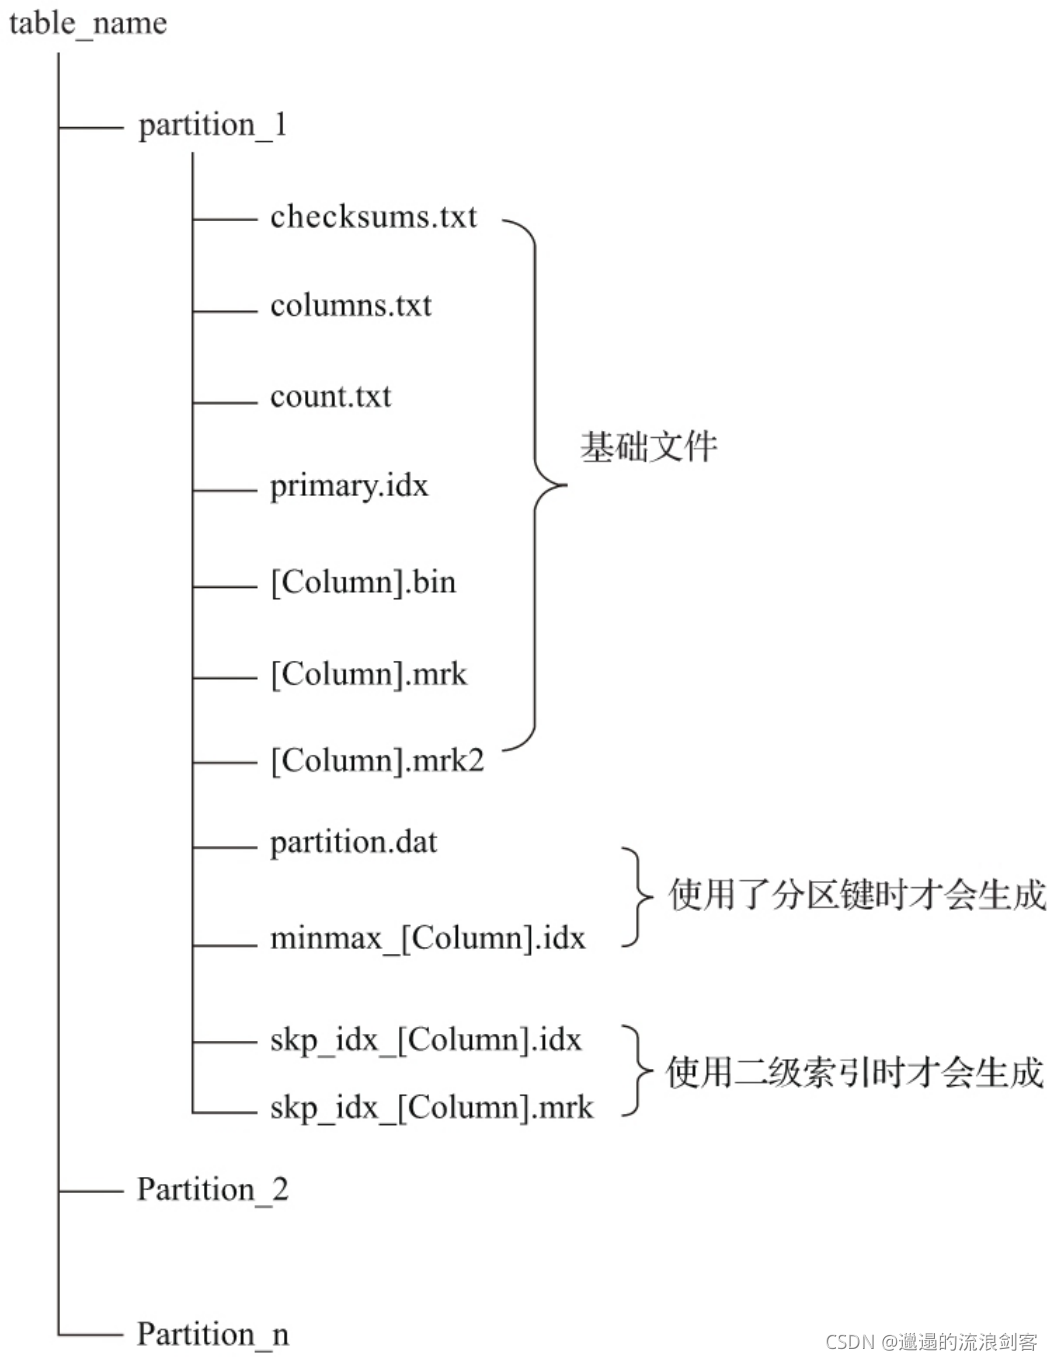 table_name
partition_1
checksums.txt
columns.txt
count.txt
基础文件
primary.idx
[Column].bin
[Column].mrk
[Column].mrk2
partition.dat
使用了分区键时才会生成
minmax_[Column].idx
skp_idx_[Column].idx
使用二级索引时才会生成
skp_idx_[Column].mrk
Partition_2
Partition_n
CSDN @邋遢的流浪剑客